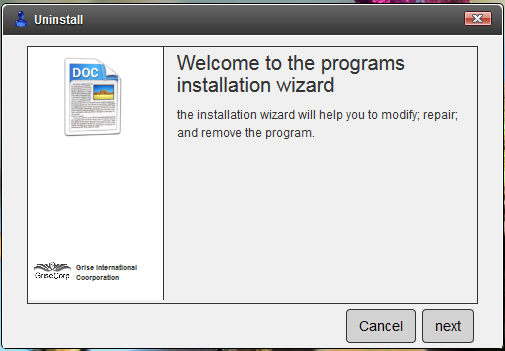 Uninstall
DOC
Welcome to the programs
installation wizard
the installation wizard will help you to modify; repair;
and remove the program.
GriseCorp
Grise International
Coorporation
Cancel
next